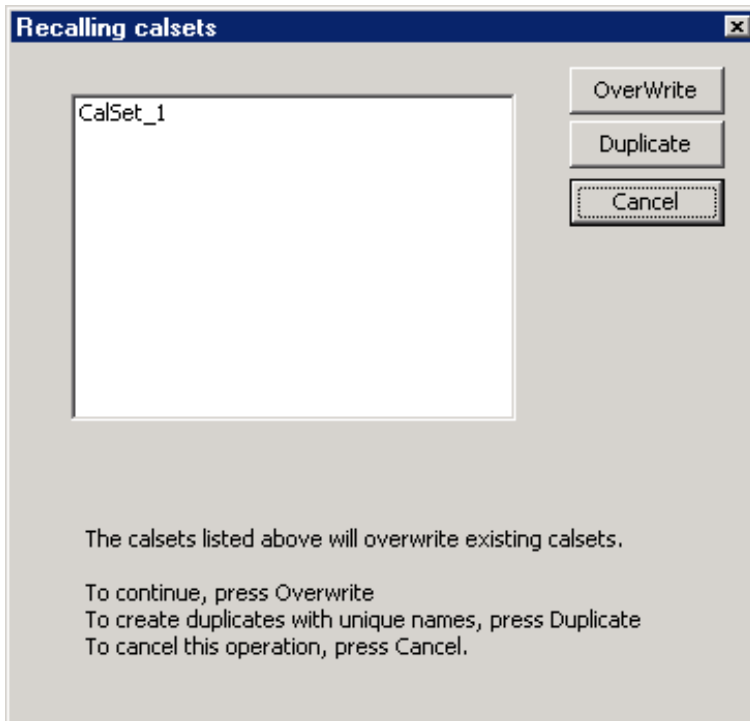 Recalling calsets
CalSet_1
OverWrite
Duplicate
Cancel
The calsets listed above will overwrite existing calsets.
To continue, press Overwrite
To create duplicates with unique names, press Duplicate
To cancel this operation, press Cancel.